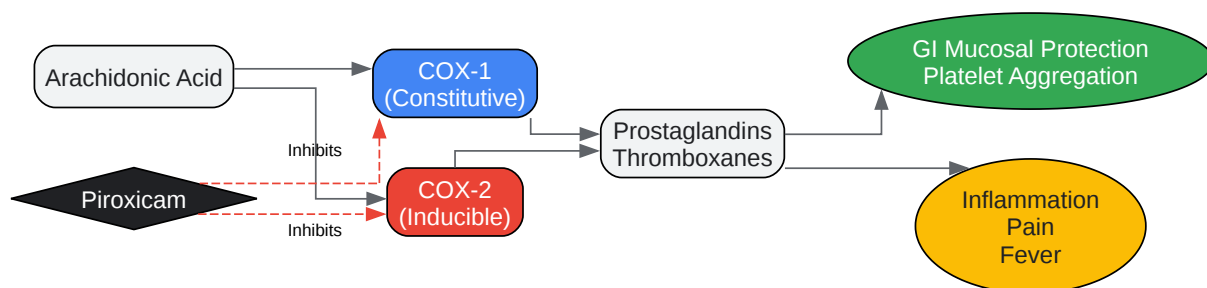 Arachidonic Acid
COX-1
(Constitutive)
GI Mucosal Protection
Platelet Aggregation
Inhibits
Prostaglandins
Thromboxanes
Piroxicam
COX-2
(Inducible)
Inhibits
Inflammation
Pain
Fever